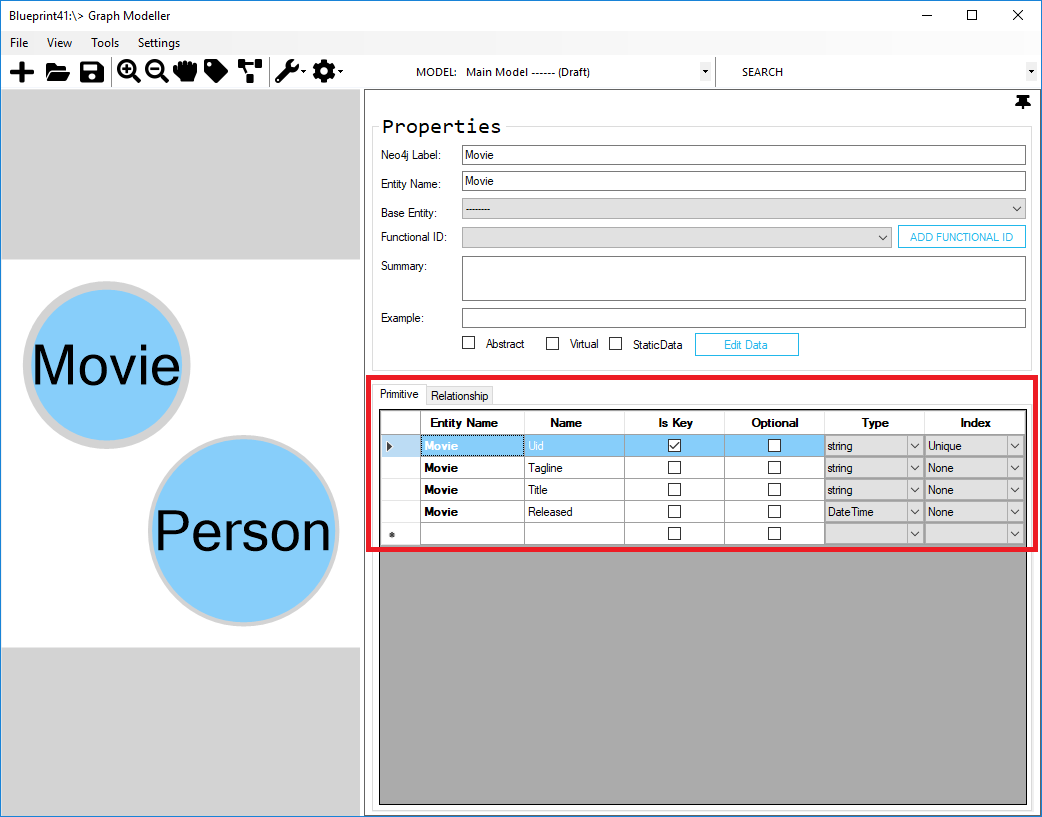 Blueprint41:\> Graph Modeller
File View Tools Settings
MODEL: Main Model ------ (Draft) SEARCH
Movie
Person
Properties
Neo4j Label: Movie
Entity Name: Movie
Base Entity: --------
Functional ID: ADD FUNCTIONAL ID
Summary:
Example:
Abstract Virtual StaticData Edit Data
Primitive Relationship
Entity Name Name Is Key Optional Type Index
Movie Uid string Unique
Movie Tagline string None
Movie Title string None
Movie Released DateTime None